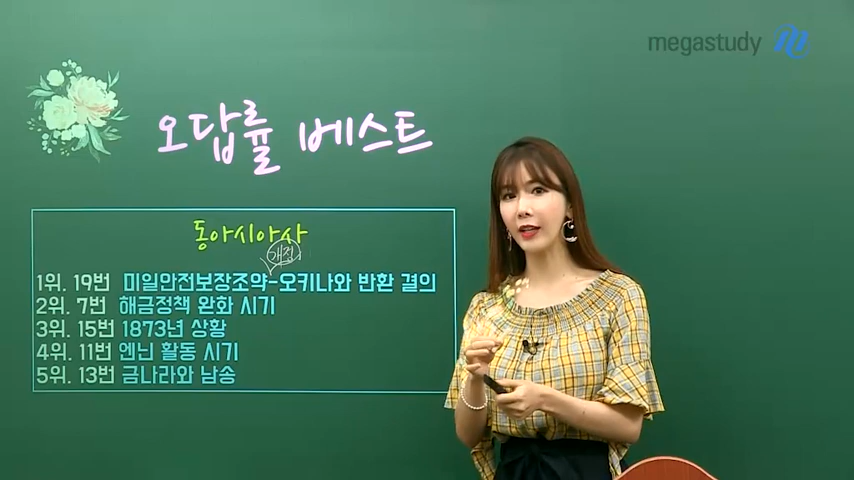 megastudy
오답률 베스트
동아시아사
개정
1위. 19번 미일안전보장조약-오키나와 반환 결의
2위. 7번 해금정책 완화 시기
3위. 15번 1873년 상황
4위. 11번 엔닌 활동 시기
5위. 13번 금나라와 남송